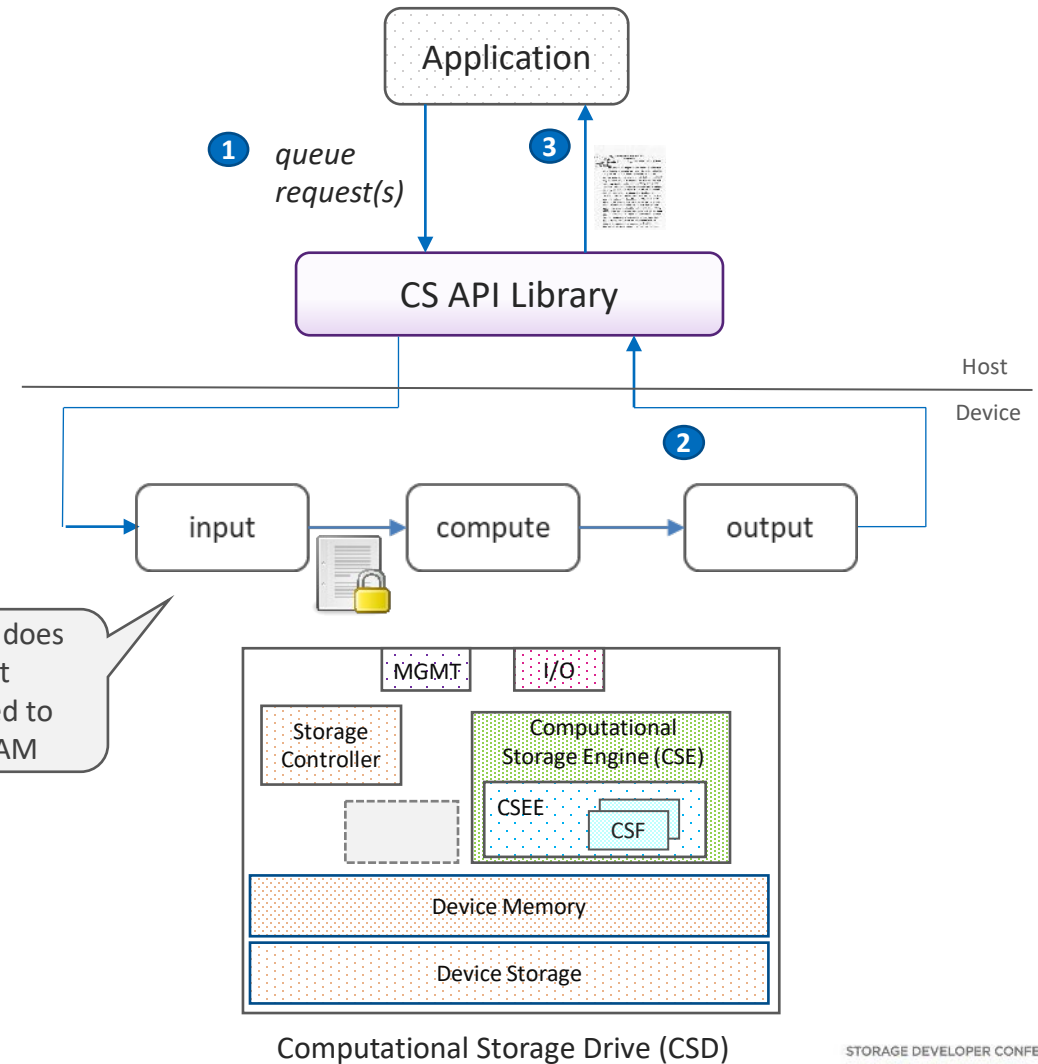 Application
1
queue
request(s)
3
CS API Library
Host
Device
2
input
compute
output
does
t
ed to
AM
MGMT
I/O
Storage
Controller
Computational
Storage Engine (CSE)
CSEE
CSF
Device Memory
Device Storage
Computational Storage Drive (CSD)
STORAGE DEVELOPER CONFE